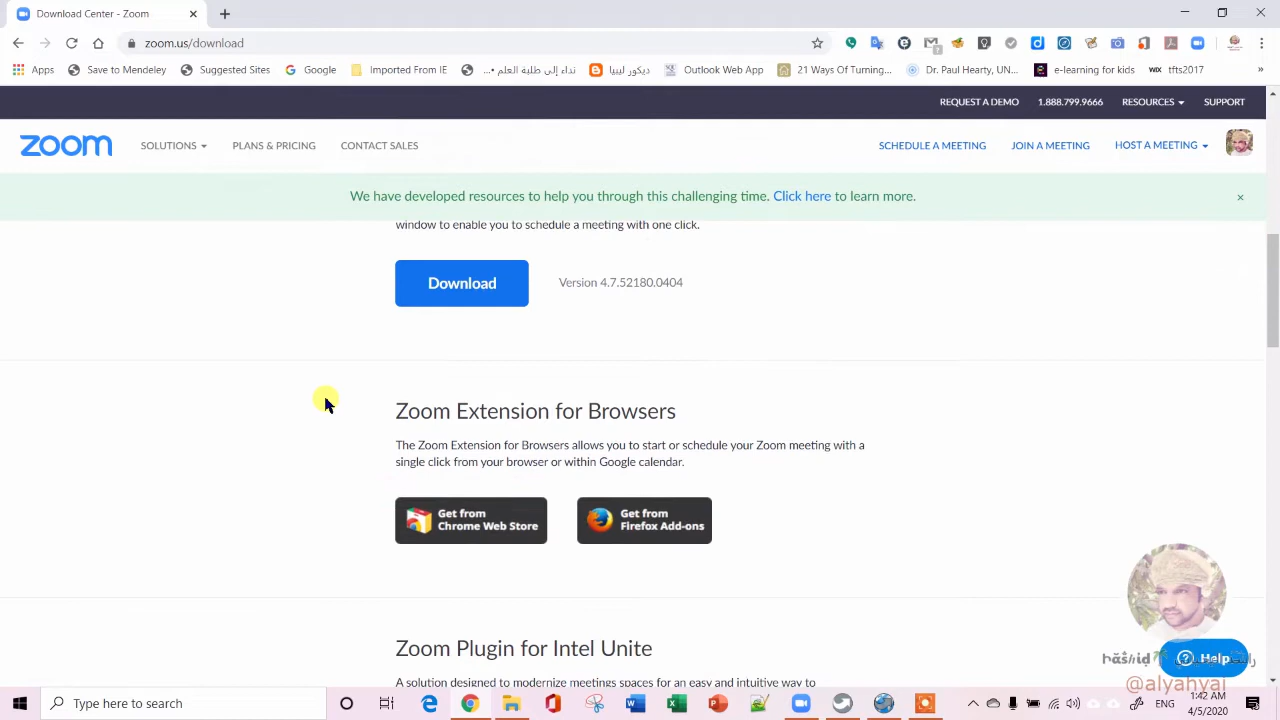 Download Center - Zoom
zoom.us/download
Apps
Save to Mendeley
Suggested Sites
Google
Imported From IE
نداء إلى طلبة العلم •...
ديكور ليبيا
Outlook Web App
21 Ways Of Turning...
Dr. Paul Hearty, UN...
e-learning for kids
WIX
tfts2017
»
REQUEST A DEMO
1.888.799.9666
RESOURCES
SUPPORT
zoom
SOLUTIONS
PLANS & PRICING
CONTACT SALES
SCHEDULE A MEETING
JOIN A MEETING
HOST A MEETING
We have developed resources to help you through this challenging time. Click here to learn more.
window to enable you to schedule a meeting with one click.
Download
Version 4.7.52180.0404
Zoom Extension for Browsers
The Zoom Extension for Browsers allows you to start or schedule your Zoom meeting with a
single click from your browser or within Google calendar.
Get from
Chrome Web Store
Get from
Firefox Add-ons
Zoom Plugin for Intel Unite
A solution designed to modernize meetings spaces for an easy and intuitive way to
Help
@alyahyai
Type here to search
ENG
1:42 AM
4/5/2020